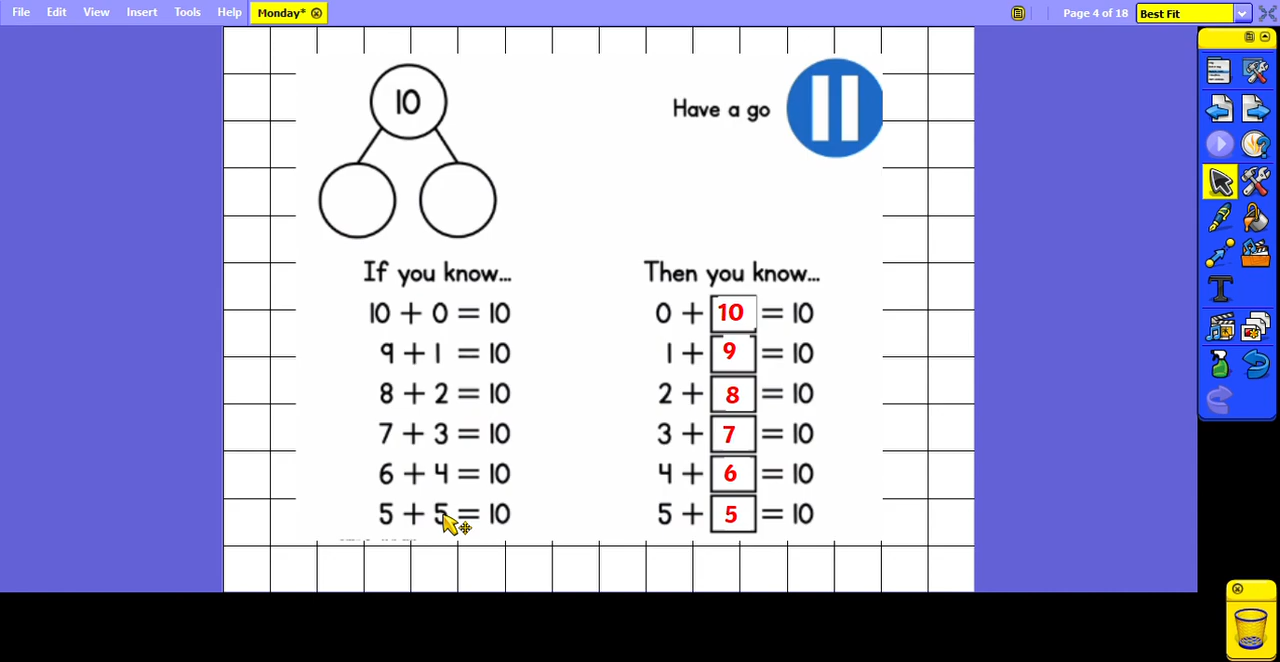 File Edit View Insert Tools Help Monday* Page 4 of 18 Best Fit
10
Have a go
If you know...
10 + 0 = 10
9 + 1 = 10
8 + 2 = 10
7 + 3 = 10
6 + 4 = 10
5 + 5 = 10
Then you know...
0 + 10 = 10
1 + 9 = 10
2 + 8 = 10
3 + 7 = 10
4 + 6 = 10
5 + 5 = 10